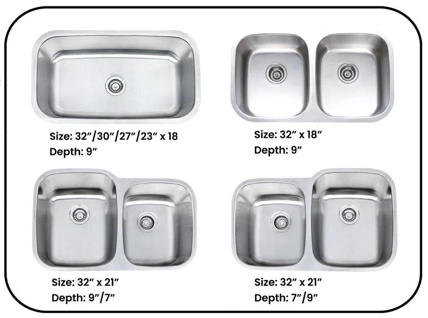 Size: 32”/30”/27”/23” x 18
Depth: 9”
Size: 32” x 18”
Depth: 9”
Size: 32” x 21”
Depth: 9”/7”
Size: 32” x 21”
Depth: 7”/9”